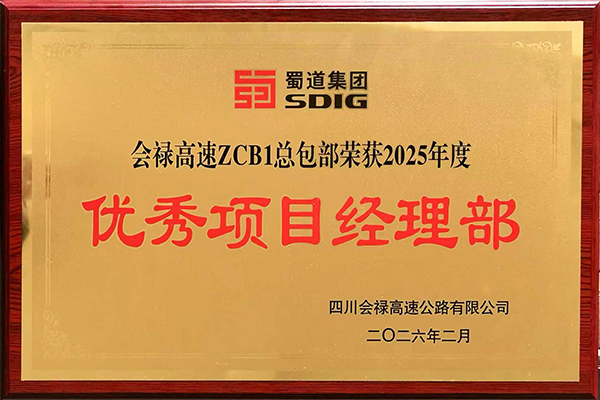 蜀道集团
SDIG
会禄高速ZCB1总包部荣获2025年度
优秀项目经理部
四川会禄高速公路有限公司
二〇二六年二月